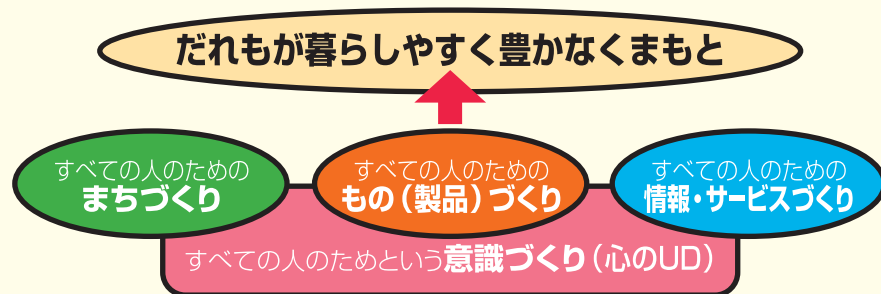 だれもが暮らしやすく豊かなくまもと
すべての人のための
まちづくり
すべての人のための
もの（製品）づくり
すべての人のための
情報・サービスづくり
すべての人のためという意識づくり（心のUD）